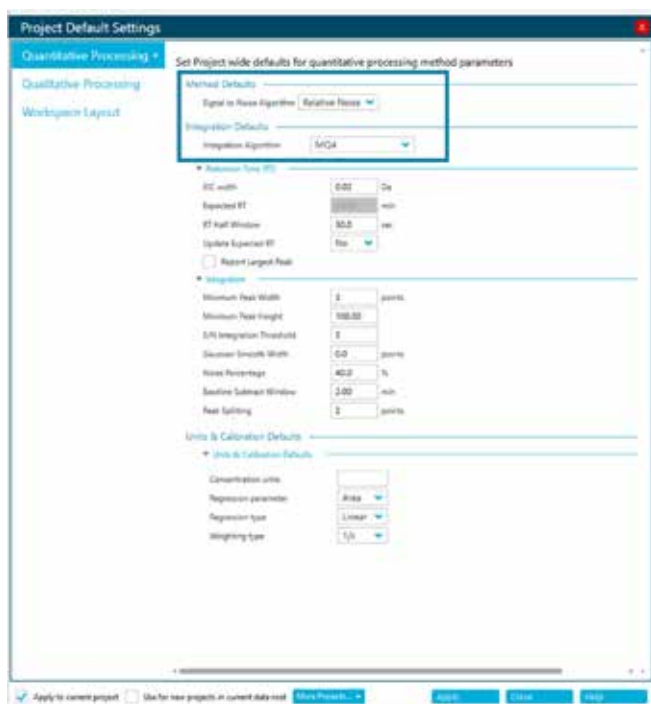 Project Default Settings
Quantitative Processing
Qualitative Processing
Workspace Layout
Set Project wide defaults for quantitative processing method parameters
Method Defaults
Signal to Noise Algorithm Relative Noise
Integration Defaults
Integration Algorithm MQ4
Retention Time (RT)
XIC width 0.02 Da
Expected RT min
RT Half Window 30.0 sec
Update Expected RT No
Report Largest Peak
Integration
Minimum Peak Width 3 points
Minimum Peak Height 100.00
S/N Integration Threshold 3
Gaussian Smooth Width 0.0 points
Noise Percentage 40.0 %
Baseline Subtract Window 2.00 min
Peak Splitting 2 points
Units & Calibration Defaults
Units & Calibration Defaults
Concentration units
Regression parameter Area
Regression type Linear
Weighting type 1/x
Apply to current project Use for new projects in current data root More Projects... Apply Close Help